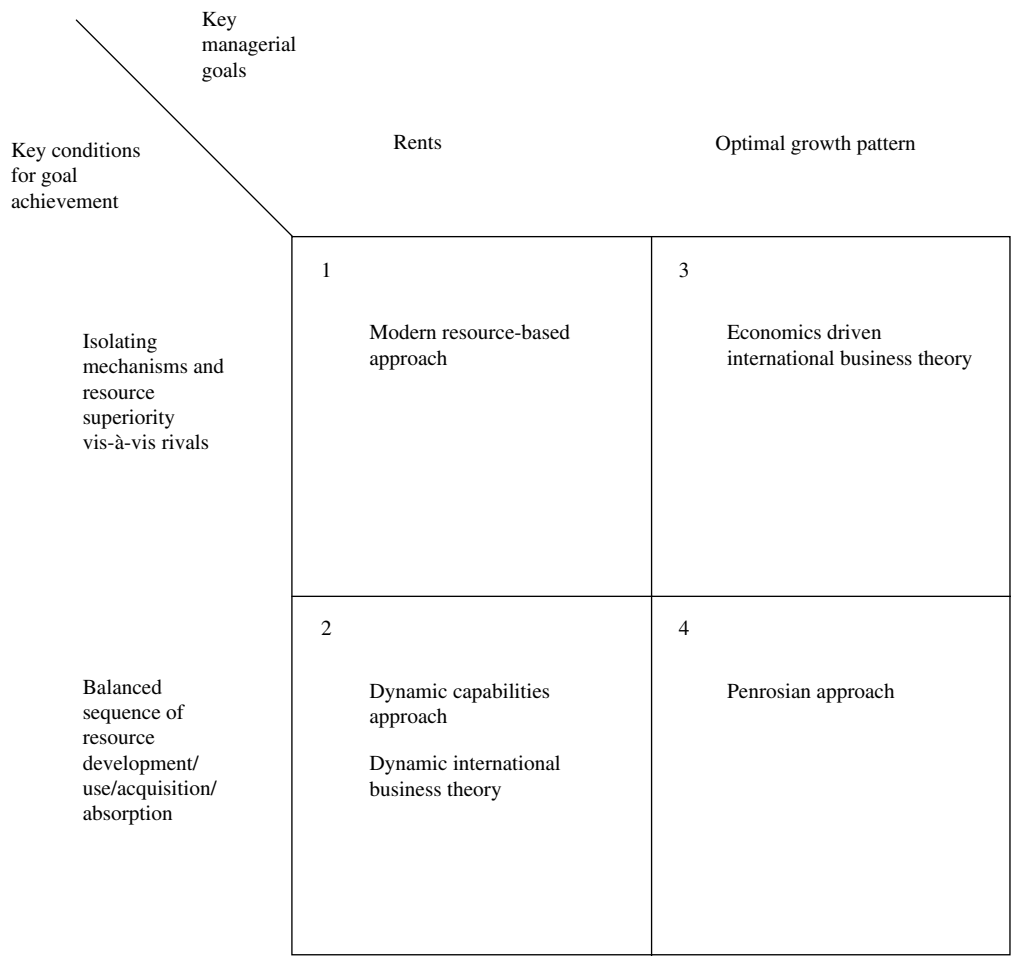 Key
managerial
goals
Key conditions
for goal
achievement
Rents
Optimal growth pattern
1
3
Isolating
mechanisms and
resource
superiority
vis-à-vis rivals
Modern resource-based
approach
Economics driven
international business theory
2
4
Balanced
sequence of
resource
development/
use/acquisition/
absorption
Dynamic capabilities
approach
Dynamic international
business theory
Penrosian approach